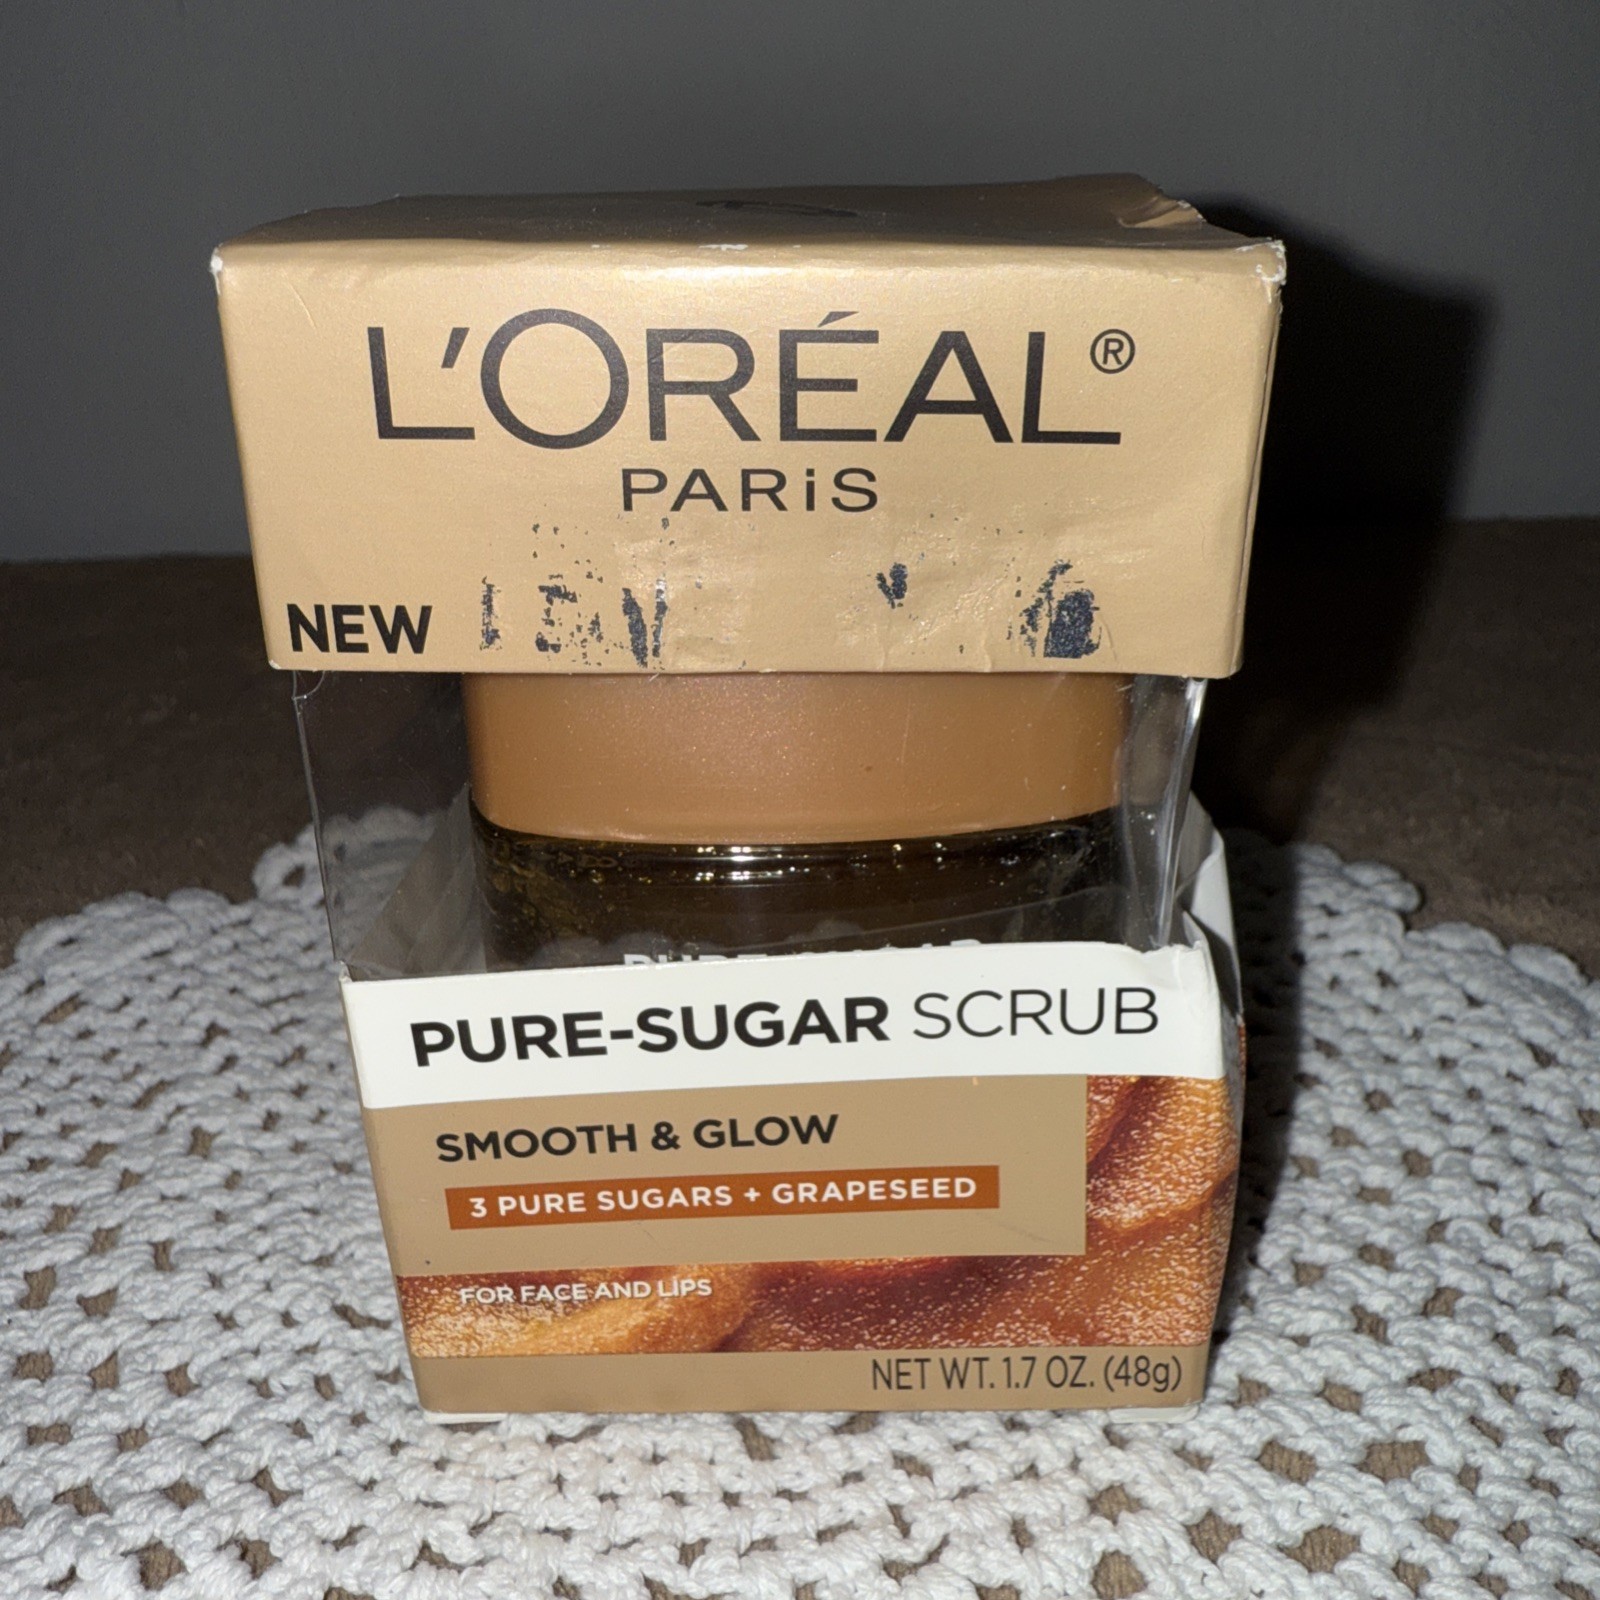 L'ORÉAL®
PARiS
NEW
PURE-SUGAR SCRUB
SMOOTH & GLOW
3 PURE SUGARS + GRAPESEED
FOR FACE AND LiPS
NET WT. 1.7 OZ. (48g)